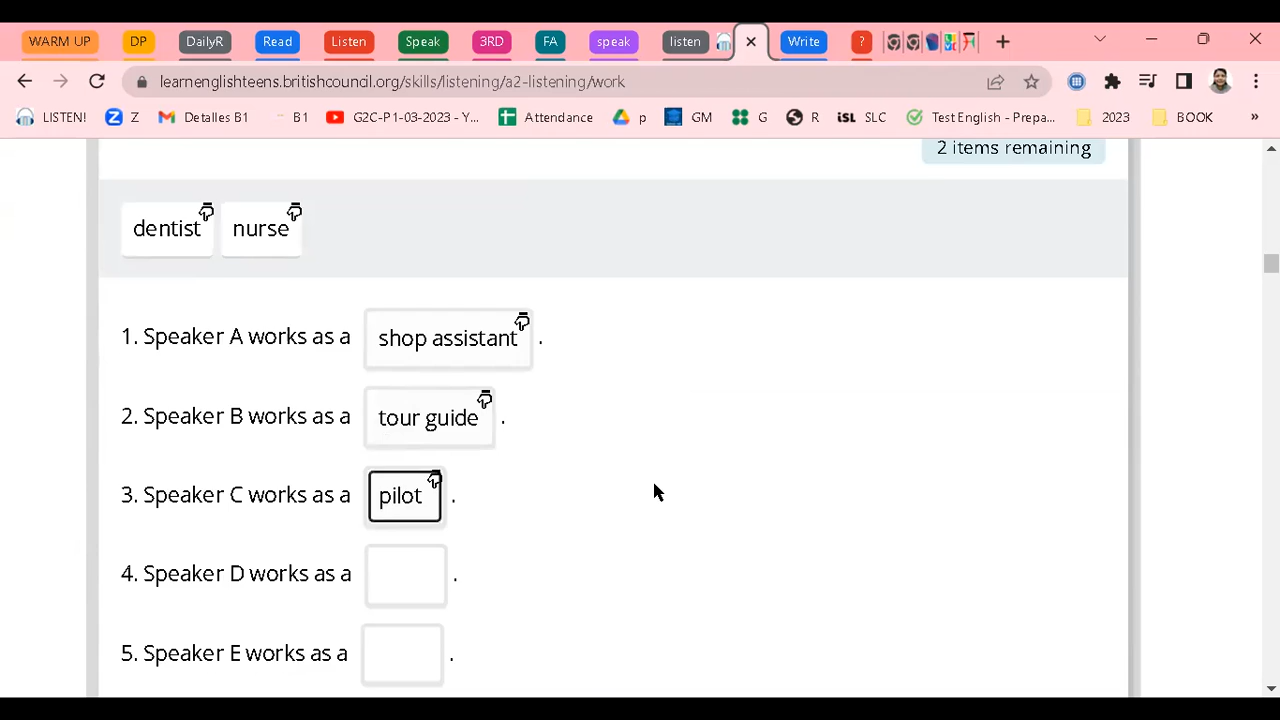 WARM UP DP DailyR Read Listen Speak 3RD FA speak listen Write ?
learnenglishteens.britishcouncil.org/skills/listening/a2-listening/work
LISTEN! Z Detailes B1 B1 G2C-P1-03-2023 - Y... Attendance p GM G R iSL SLC Test English - Prepa... 2023 BOOK »
2 items remaining
dentist nurse
1. Speaker A works as a shop assistant .
2. Speaker B works as a tour guide .
3. Speaker C works as a pilot .
4. Speaker D works as a .
5. Speaker E works as a .